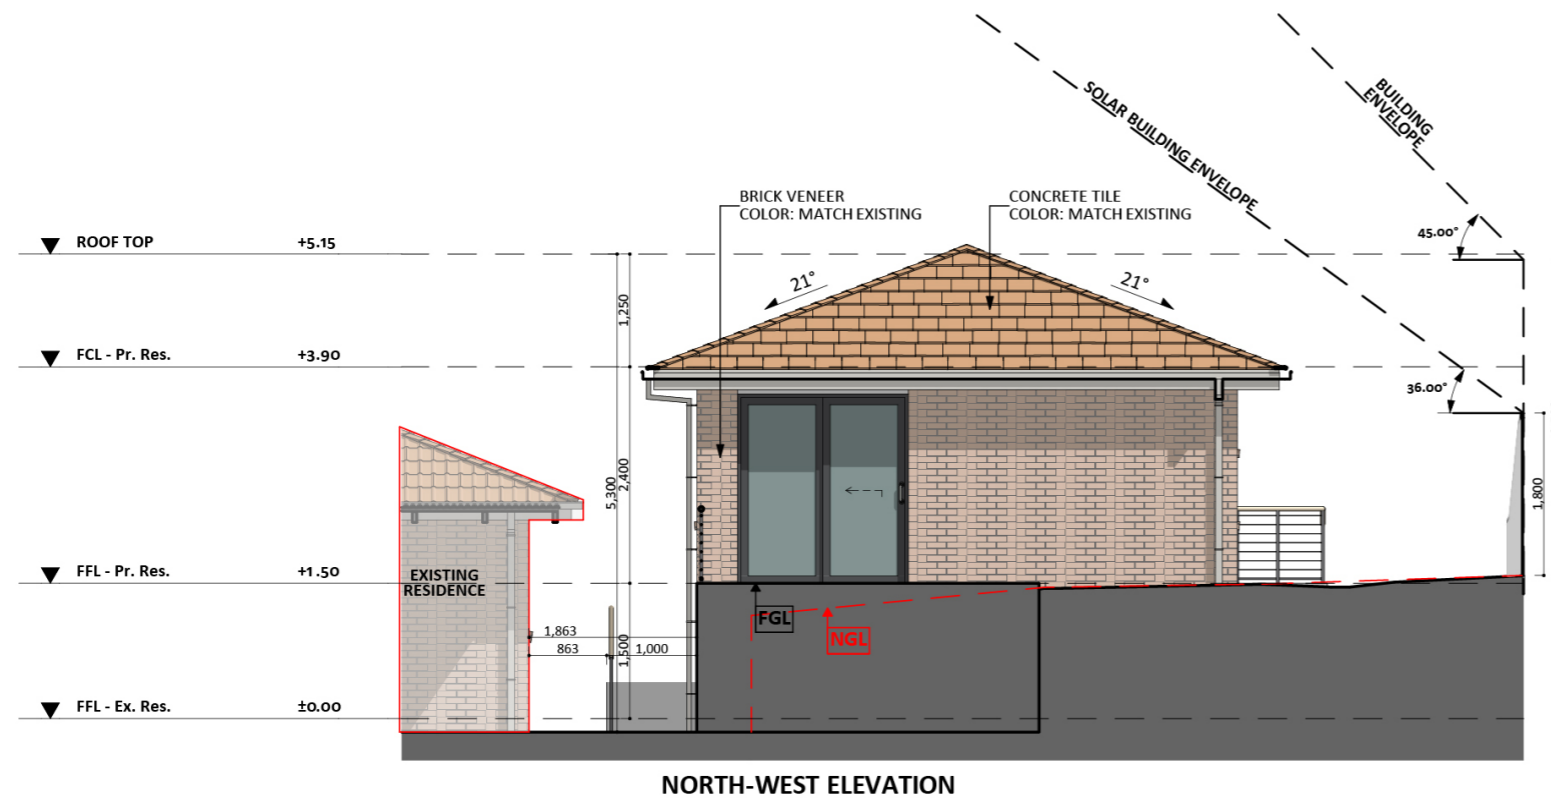 SOLAR BUILDING ENVELOPE
BUILDING
ENVELOPE
BRICK VENEER
COLOR: MATCH EXISTING
CONCRETE TILE
COLOR: MATCH EXISTING
ROOF TOP +5.15
45.00°
21°
21°
1,250
FCL - Pr. Res. +3.90
36.00°
5,300
2,400
1,800
FFL - Pr. Res. +1.50
EXISTING
RESIDENCE
FGL
NGL
1,863
863
1,500
1,000
FFL - Ex. Res. ±0.00
NORTH-WEST ELEVATION